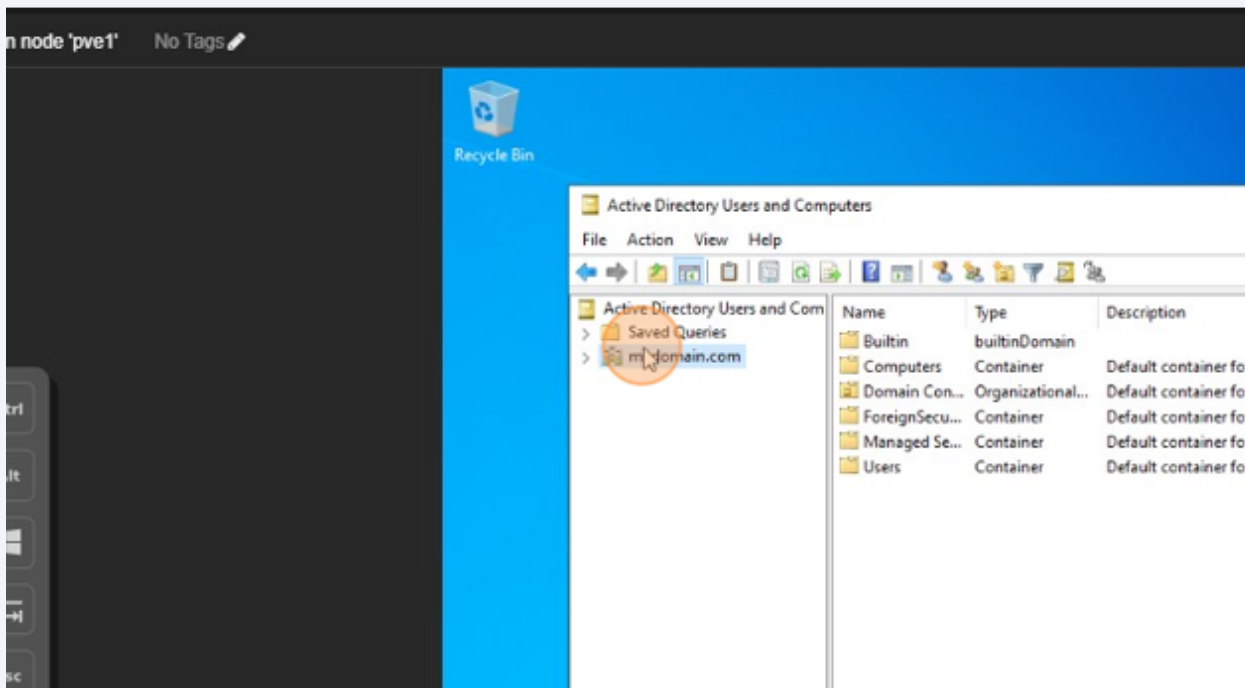 n node 'pve1' No Tags
Recycle Bin
Active Directory Users and Computers
File Action View Help
Active Directory Users and Com
Saved Queries
domain.com
Name Type Description
Builtin builtinDomain
Computers Container Default container fo
Domain Con... Organizational... Default container fo
ForeignSecu... Container Default container fo
Managed Se... Container Default container fo
Users Container Default container fo
trl
lt
sc